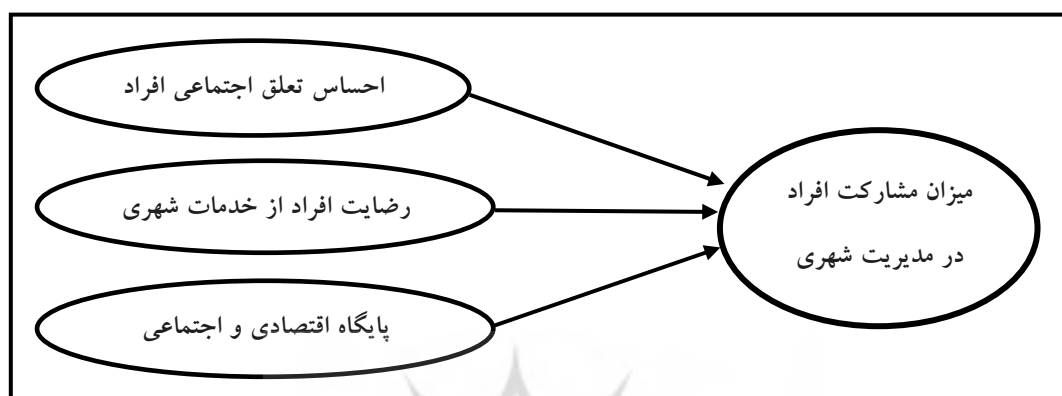 احساس تعلق اجتماعی افراد
رضایت افراد از خدمات شهری
پایگاه اقتصادی و اجتماعی
میزان مشارکت افراد
در مدیریت شهری